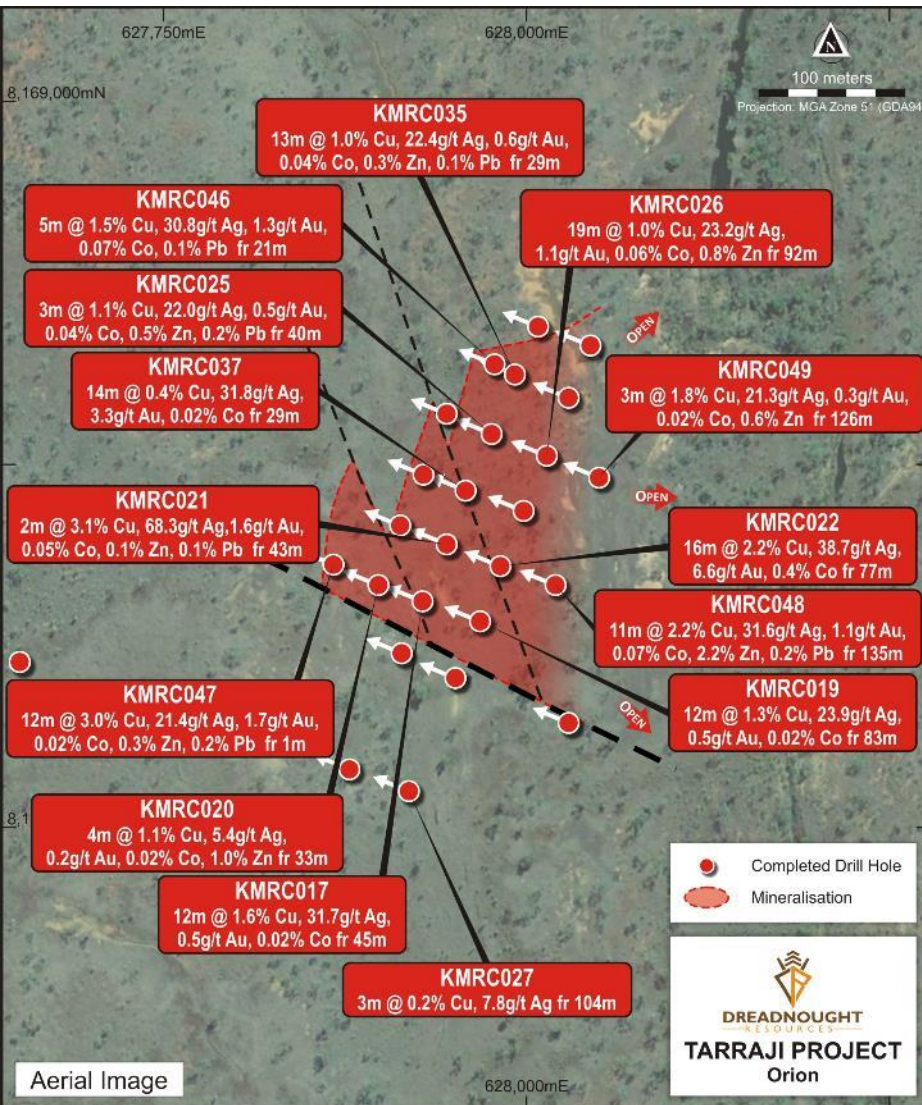 627,750mE
628,000mE
8,169,000mN
100 meters
Projection: MGA Zone 51 (GDA94
KMRC035
13m @ 1.0% Cu, 22.4g/t Ag, 0.6g/t Au,
0.04% Co, 0.3% Zn, 0.1% Pb fr 29m
KMRC046
5m @ 1.5% Cu, 30.8g/t Ag, 1.3g/t Au,
0.07% Co, 0.1% Pb fr 21m
KMRC026
19m @ 1.0% Cu, 23.2g/t Ag,
1.1g/t Au, 0.06% Co, 0.8% Zn fr 92m
KMRC025
3m @ 1.1% Cu, 22.0g/t Ag, 0.5g/t Au,
0.04% Co, 0.5% Zn, 0.2% Pb fr 40m
OPEN
KMRC037
14m @ 0.4% Cu, 31.8g/t Ag,
3.3g/t Au, 0.02% Co fr 29m
KMRC049
3m @ 1.8% Cu, 21.3g/t Ag, 0.3g/t Au,
0.02% Co, 0.6% Zn fr 126m
OPEN
KMRC021
2m @ 3.1% Cu, 68.3g/t Ag,1.6g/t Au,
0.05% Co, 0.1% Zn, 0.1% Pb fr 43m
KMRC022
16m @ 2.2% Cu, 38.7g/t Ag,
6.6g/t Au, 0.4% Co fr 77m
KMRC048
11m @ 2.2% Cu, 31.6g/t Ag, 1.1g/t Au,
0.07% Co, 2.2% Zn, 0.2% Pb fr 135m
KMRC047
12m @ 3.0% Cu, 21.4g/t Ag, 1.7g/t Au,
0.02% Co, 0.3% Zn, 0.2% Pb fr 1m
KMRC019
12m @ 1.3% Cu, 23.9g/t Ag,
0.5g/t Au, 0.02% Co fr 83m
OPEN
8,1
KMRC020
4m @ 1.1% Cu, 5.4g/t Ag,
0.2g/t Au, 0.02% Co, 1.0% Zn fr 33m
KMRC017
12m @ 1.6% Cu, 31.7g/t Ag,
0.5g/t Au, 0.02% Co fr 45m
KMRC027
3m @ 0.2% Cu, 7.8g/t Ag fr 104m
Completed Drill Hole
Mineralisation
DREADNOUGHT
RESOURCES
TARRAJI PROJECT
Orion
Aerial Image
628,000mE